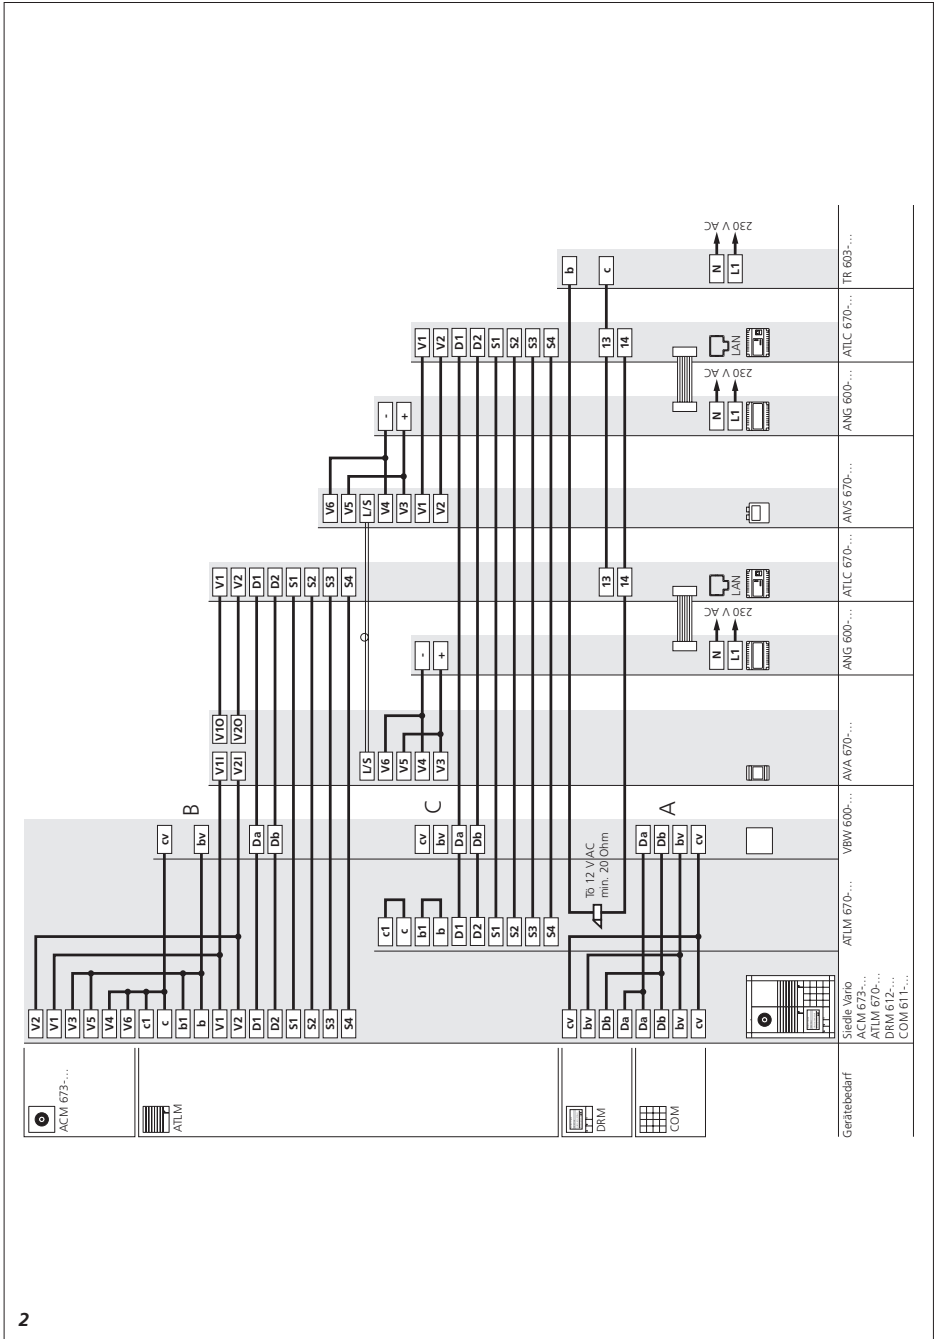 ACM 673-...
ATLM
DRM
COM
Gerätebedarf
V2
V1
V3
V5
V4
V6
c1
c
b1
b
V1
V2
D1
D2
S1
S2
S3
S4
cv
bv
Db
Da
Da
Db
bv
cv
Siedle Vario
ACM 673-...
ATLM 670-...
DRM 612-...
COM 611-...
c1
c
b1
b
D1
D2
S1
S2
S3
S4
Tö 12 V AC
min. 20 Ohm
ATLM 670-...
cv
bv
Da
Db
B
cv
bv
Da
Db
C
Da
Db
bv
cv
A
VBW 600-...
V1I
V2I
V1O
V2O
L/S
V6
V5
V4
V3
AVA 670-...
-
+
N
L1
230 V AC
ANG 600-...
V1
V2
D1
D2
S1
S2
S3
S4
13
14
LAN
ATLC 670-...
V6
V5
L/S
V4
V3
V1
V2
AIVS 670-...
-
+
N
L1
230 V AC
ANG 600-...
V1
V2
D1
D2
S1
S2
S3
S4
13
14
LAN
ATLC 670-...
b
c
N
L1
230 V AC
TR 603-...
2